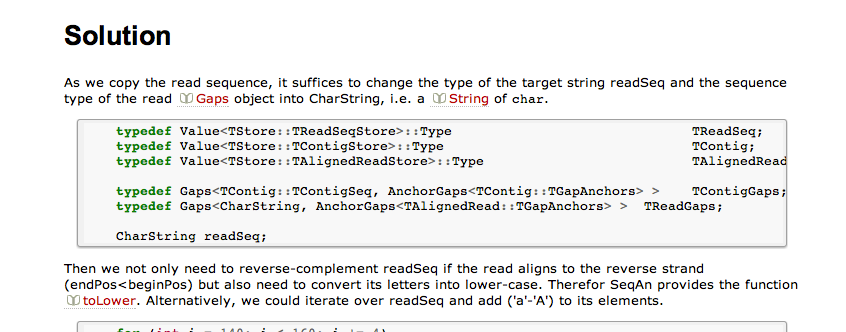 Solution
As we copy the read sequence, it suffices to change the type of the target string readSeq and the sequence
type of the read Gaps object into CharString, i.e. a String of char.
typedef Value<TStore::TReadSeqStore>::Type TReadSeq;
typedef Value<TStore::TContigStore>::Type TContig;
typedef Value<TStore::TAlignedReadStore>::Type TAlignedRead
typedef Gaps<TContig::TContigSeq, AnchorGaps<TContig::TGapAnchors> > TContigGaps;
typedef Gaps<CharString, AnchorGaps<TAlignedRead::TGapAnchors> > TReadGaps;
CharString readSeq;
Then we not only need to reverse-complement readSeq if the read aligns to the reverse strand
(endPos<beginPos) but also need to convert its letters into lower-case. Therefor SeqAn provides the function
toLower. Alternatively, we could iterate over readSeq and add ('a'-'A') to its elements.